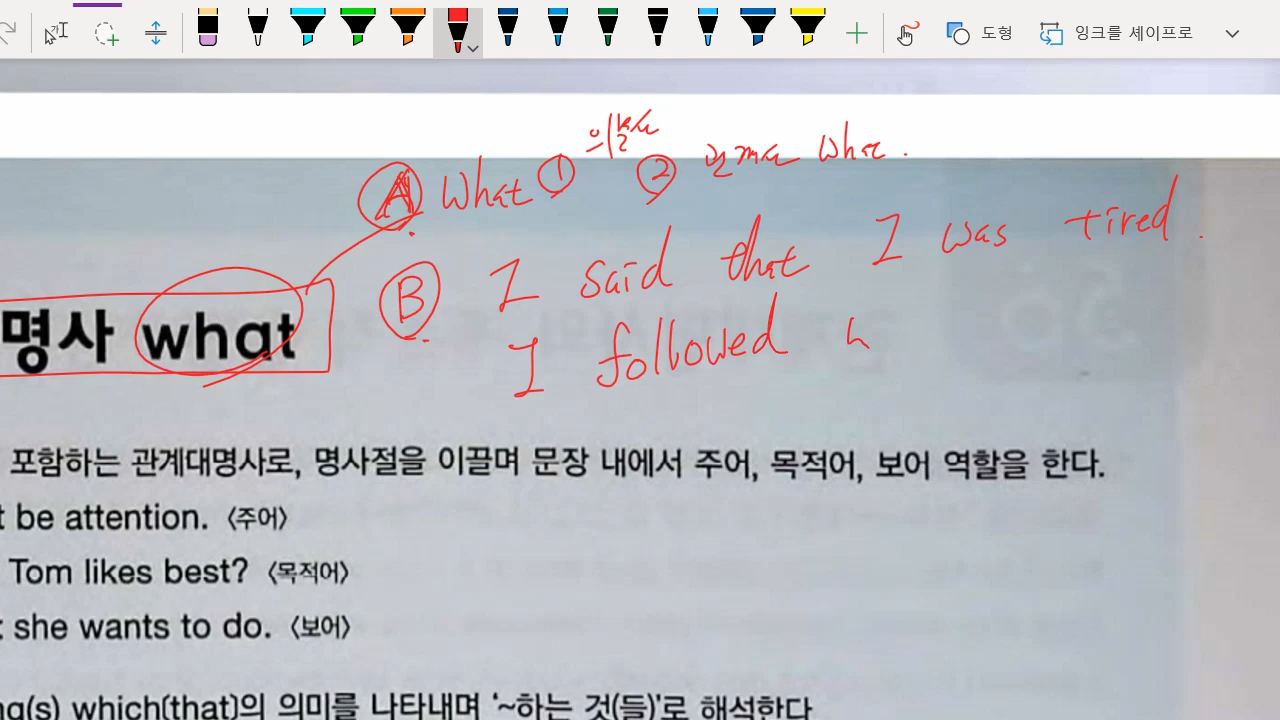 도형 잉크를 셰이프로
A What ① 의문사 ② 관계대 what.
B I said that I was tired.
명사 what
I followed w
포함하는 관계대명사로, 명사절을 이끌며 문장 내에서 주어, 목적어, 보어 역할을 한다.
t be attention. 〈주어〉
Tom likes best? 〈목적어〉
t she wants to do. 〈보어〉
ng(s) which(that)의 의미를 나타내며 ‘~하는 것(들)’로 해석한다